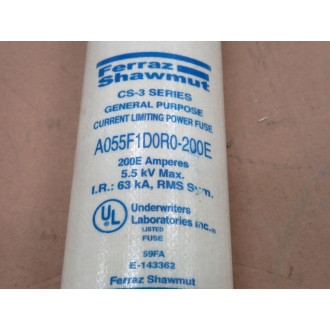 Ferraz
Shawmut
CS-3 SERIES
GENERAL PURPOSE
CURRENT LIMITING POWER FUSE
A055F1D0R0-200E
200E Amperes
5.5 kV Max.
I.R.: 63 kA, RMS Sym.
UL
Underwriters
Laboratories Inc.
LISTED
FUSE
59FA
E-143362
Ferraz Shawmut